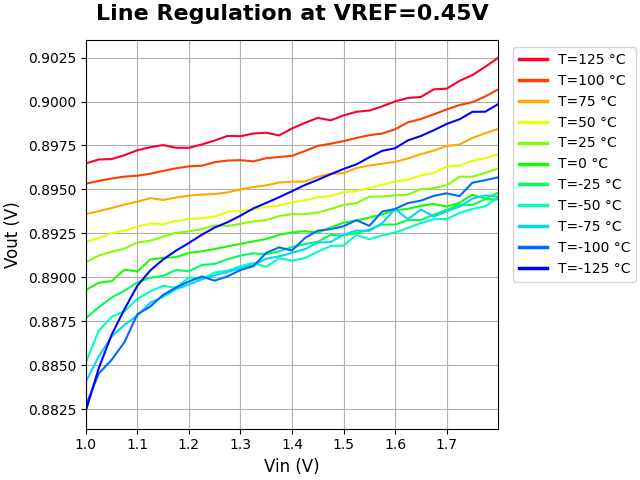 Line Regulation at VREF=0.45V
Vout (V)
0.9025
0.9000
0.8975
0.8950
0.8925
0.8900
0.8875
0.8850
0.8825
1.0 1.1 1.2 1.3 1.4 1.5 1.6 1.7
Vin (V)
T=125 °C
T=100 °C
T=75 °C
T=50 °C
T=25 °C
T=0 °C
T=-25 °C
T=-50 °C
T=-75 °C
T=-100 °C
T=-125 °C